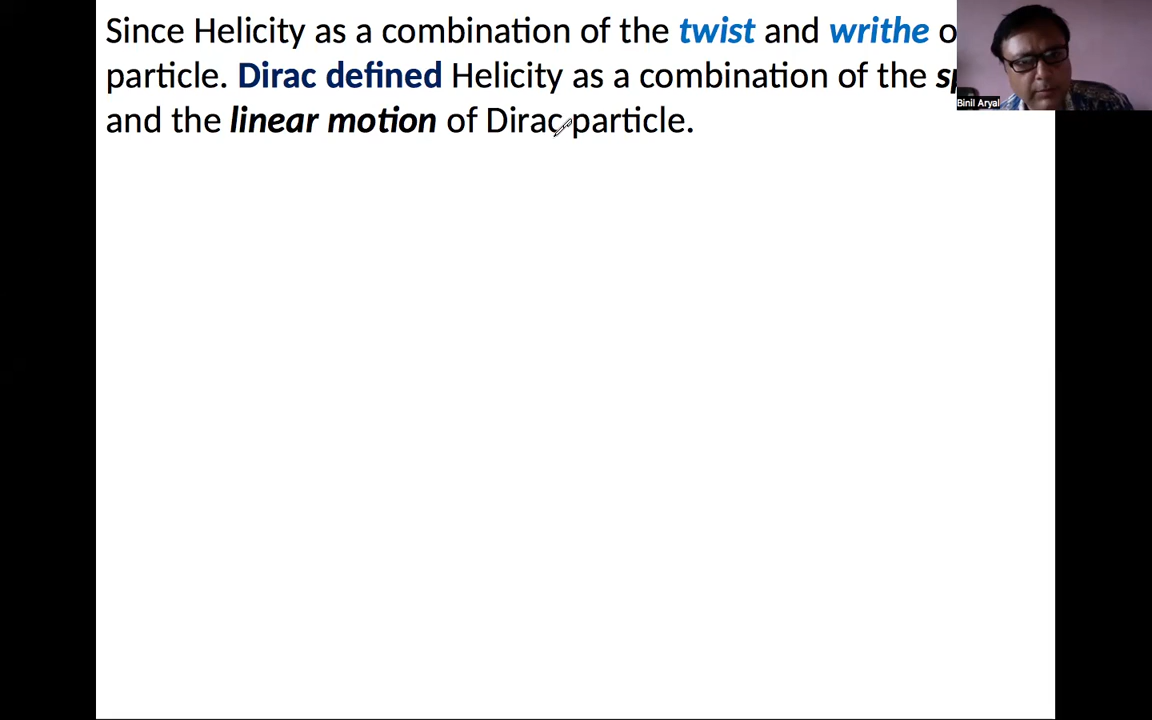 Since Helicity as a combination of the twist and writhe
particle. Dirac defined Helicity as a combination of the
and the linear motion of Dirac particle.
Binil Aryal